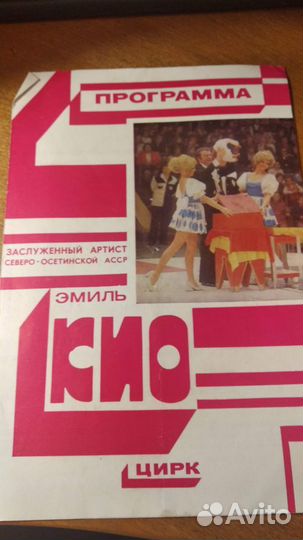 ПРОГРАММА
ЗАСЛУЖЕННЫЙ АРТИСТ
СЕВЕРО-ОСЕТИНСКОЙ АССР
ЭМИЛЬ
КИО
ЦИРК
Avito